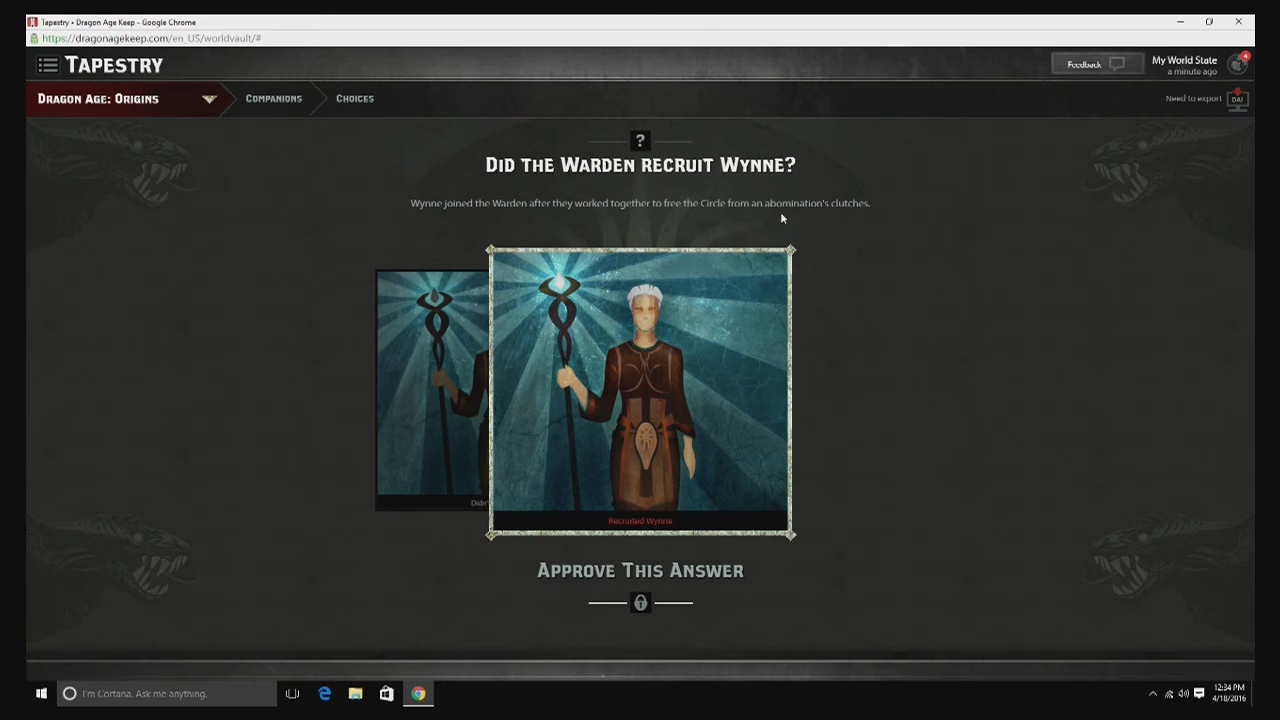 Tapestry • Dragon Age Keep - Google Chrome
https://dragonagekeep.com/en_US/worldvault/#
TAPESTRY
Feedback
My World State
a minute ago
4
DRAGON AGE: ORIGINS
COMPANIONS
CHOICES
Need to export
DAI
?
DID THE WARDEN RECRUIT WYNNE?
Wynne joined the Warden after they worked together to free the Circle from an abomination's clutches.
Didn'
Recruited Wynne
APPROVE THIS ANSWER
I'm Cortana. Ask me anything.
12:34 PM
4/18/2016